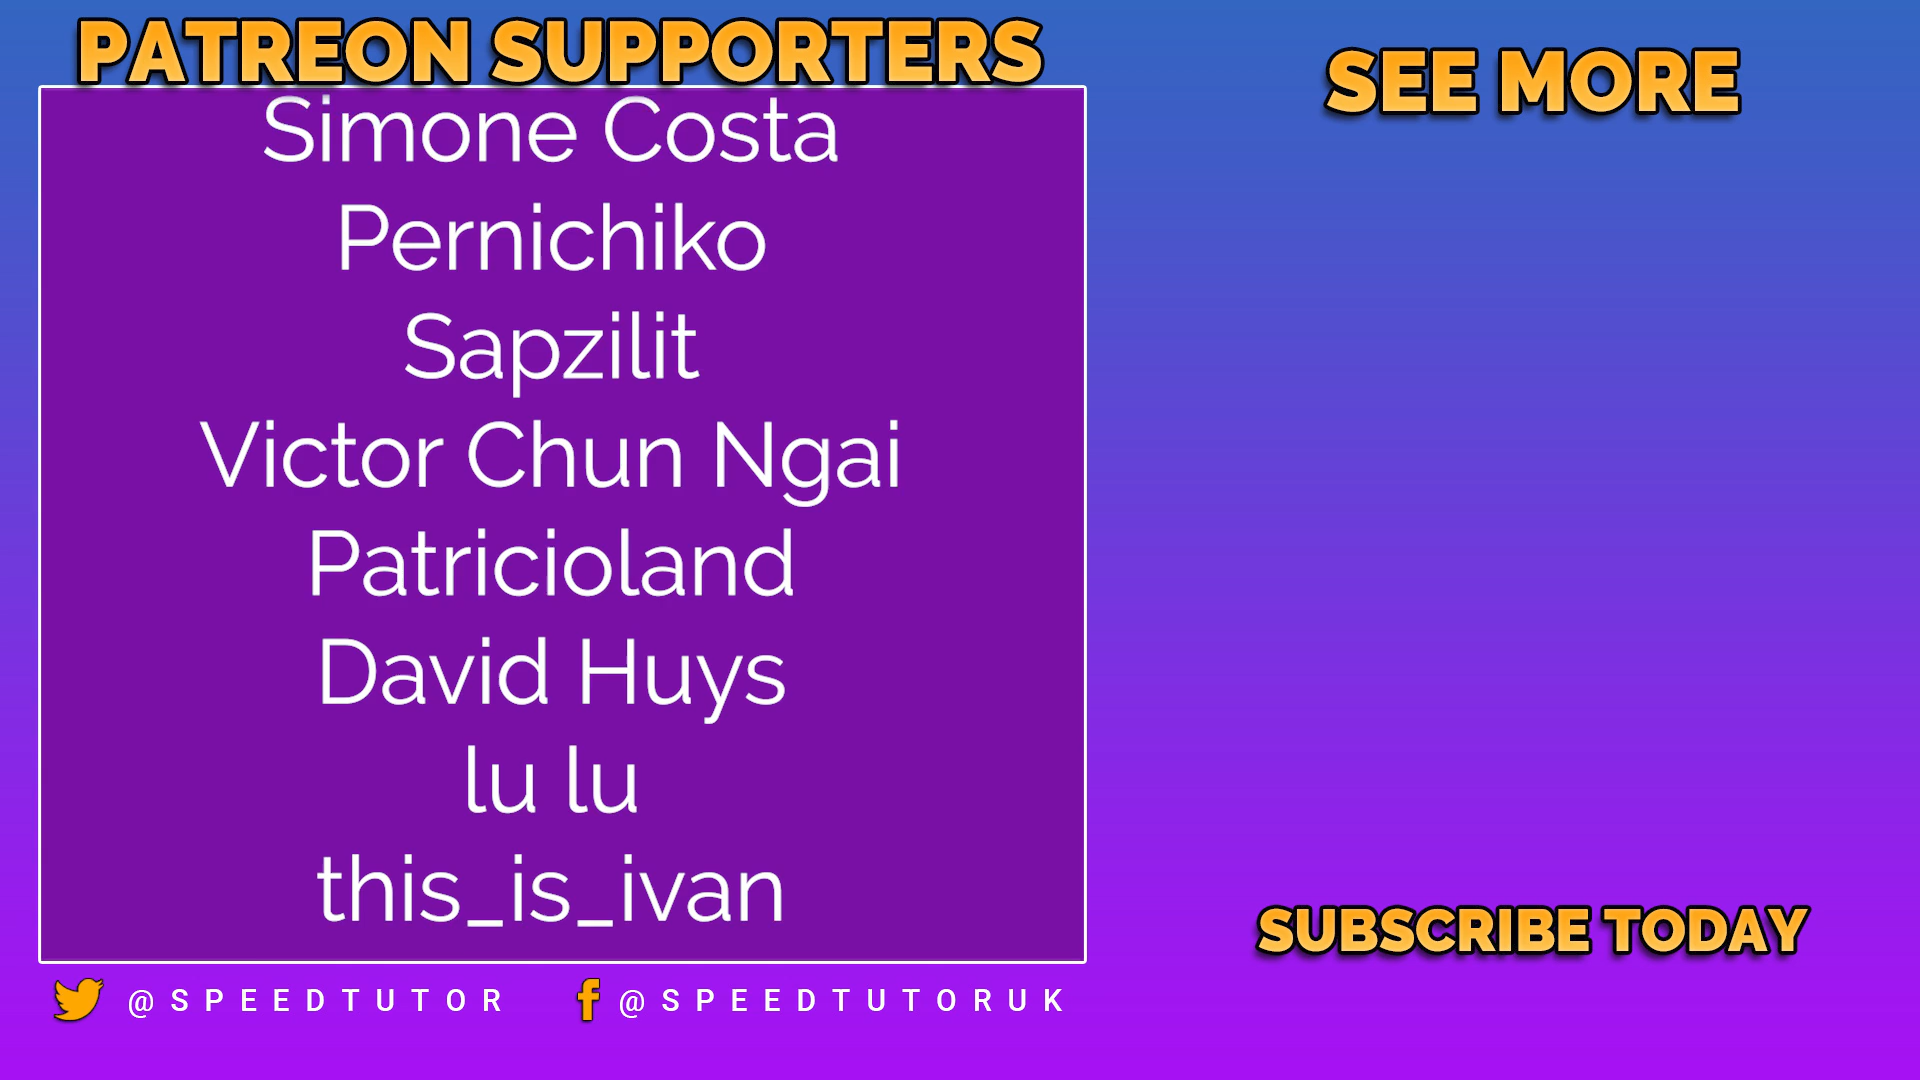 PATREON SUPPORTERS
Simone Costa
Pernichiko
Sapzilit
Victor Chun Ngai
Patricioland
David Huys
lu lu
this_is_ivan
@SPEEDTUTOR
@SPEEDTUTORUK
SEE MORE
SUBSCRIBE TODAY